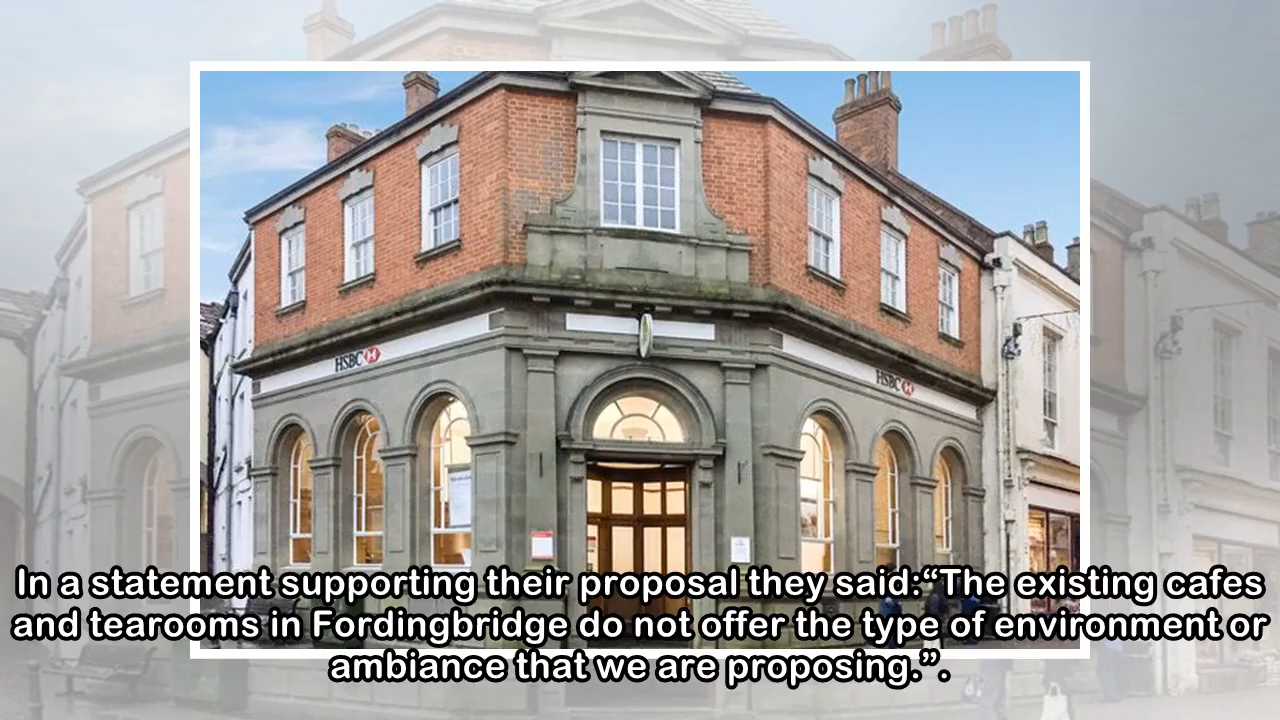 HSBC
HSBC
In a statement supporting their proposal they said:“The existing cafes
and tearooms in Fordingbridge do not offer the type of environment or
ambiance that we are proposing.”.